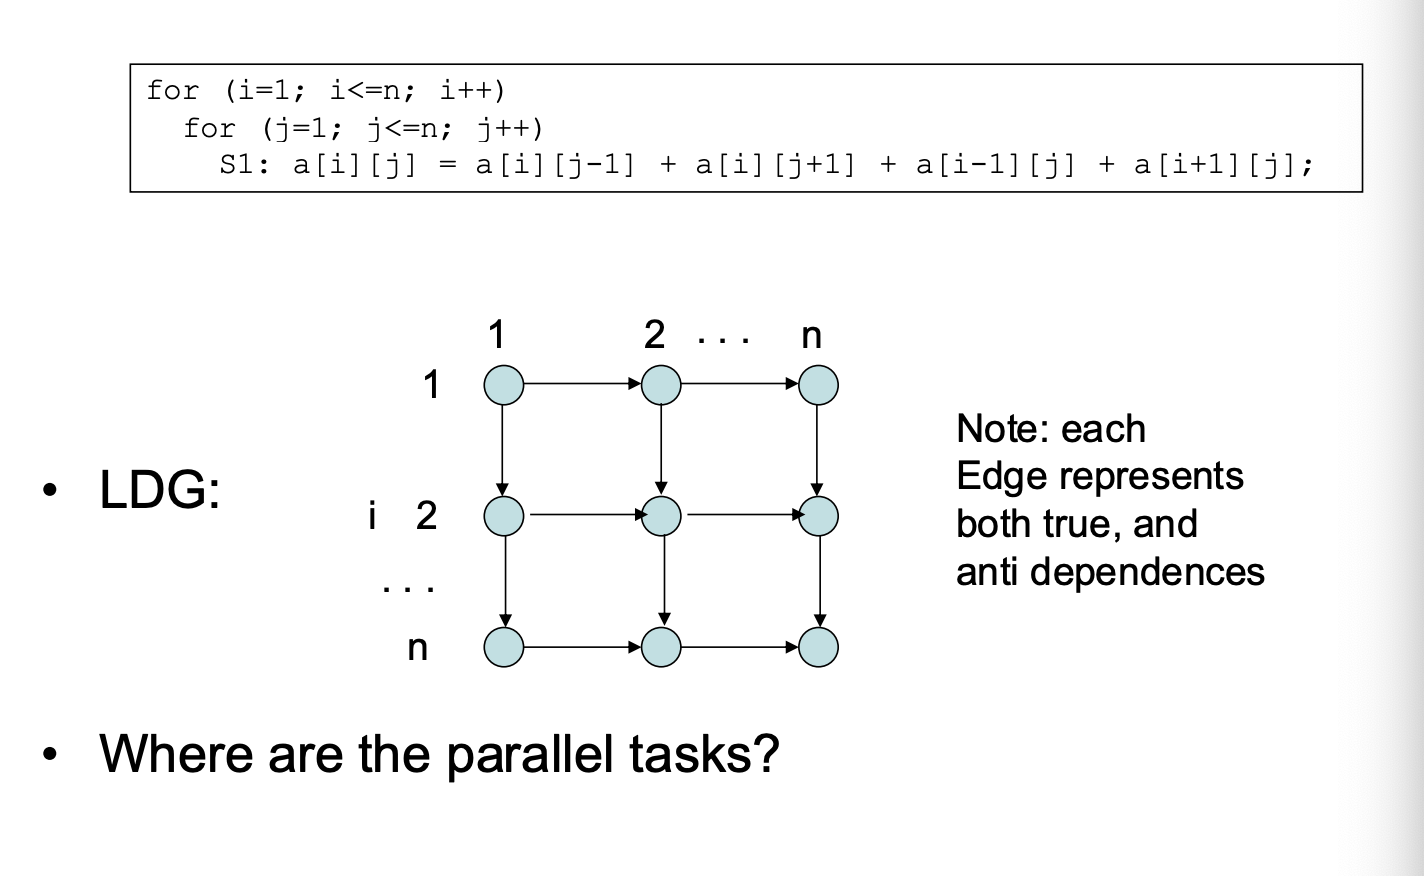 for (i=1; i<=n; i++)
for (j=1; j<=n; j++)
S1: a[i][j] = a[i][j-1] + a[i][j+1] + a[i-1][j] + a[i+1][j];
1 2 ... n
1
Note: each
Edge represents
both true, and
anti dependences
• LDG:
i 2
...
n
• Where are the parallel tasks?